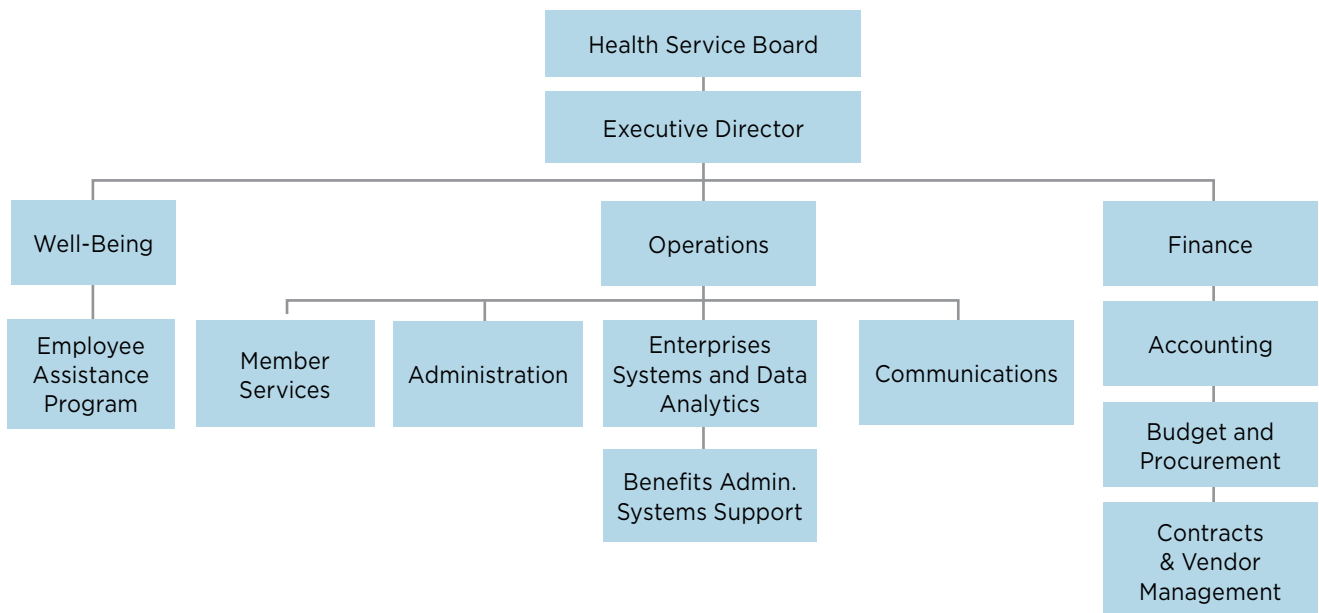 Health Service Board
Executive Director
Well-Being
Operations
Finance
Employee
Assistance
Program
Member
Services
Administration
Enterprises
Systems and Data
Analytics
Communications
Accounting
Benefits Admin.
Systems Support
Budget and
Procurement
Contracts
& Vendor
Management